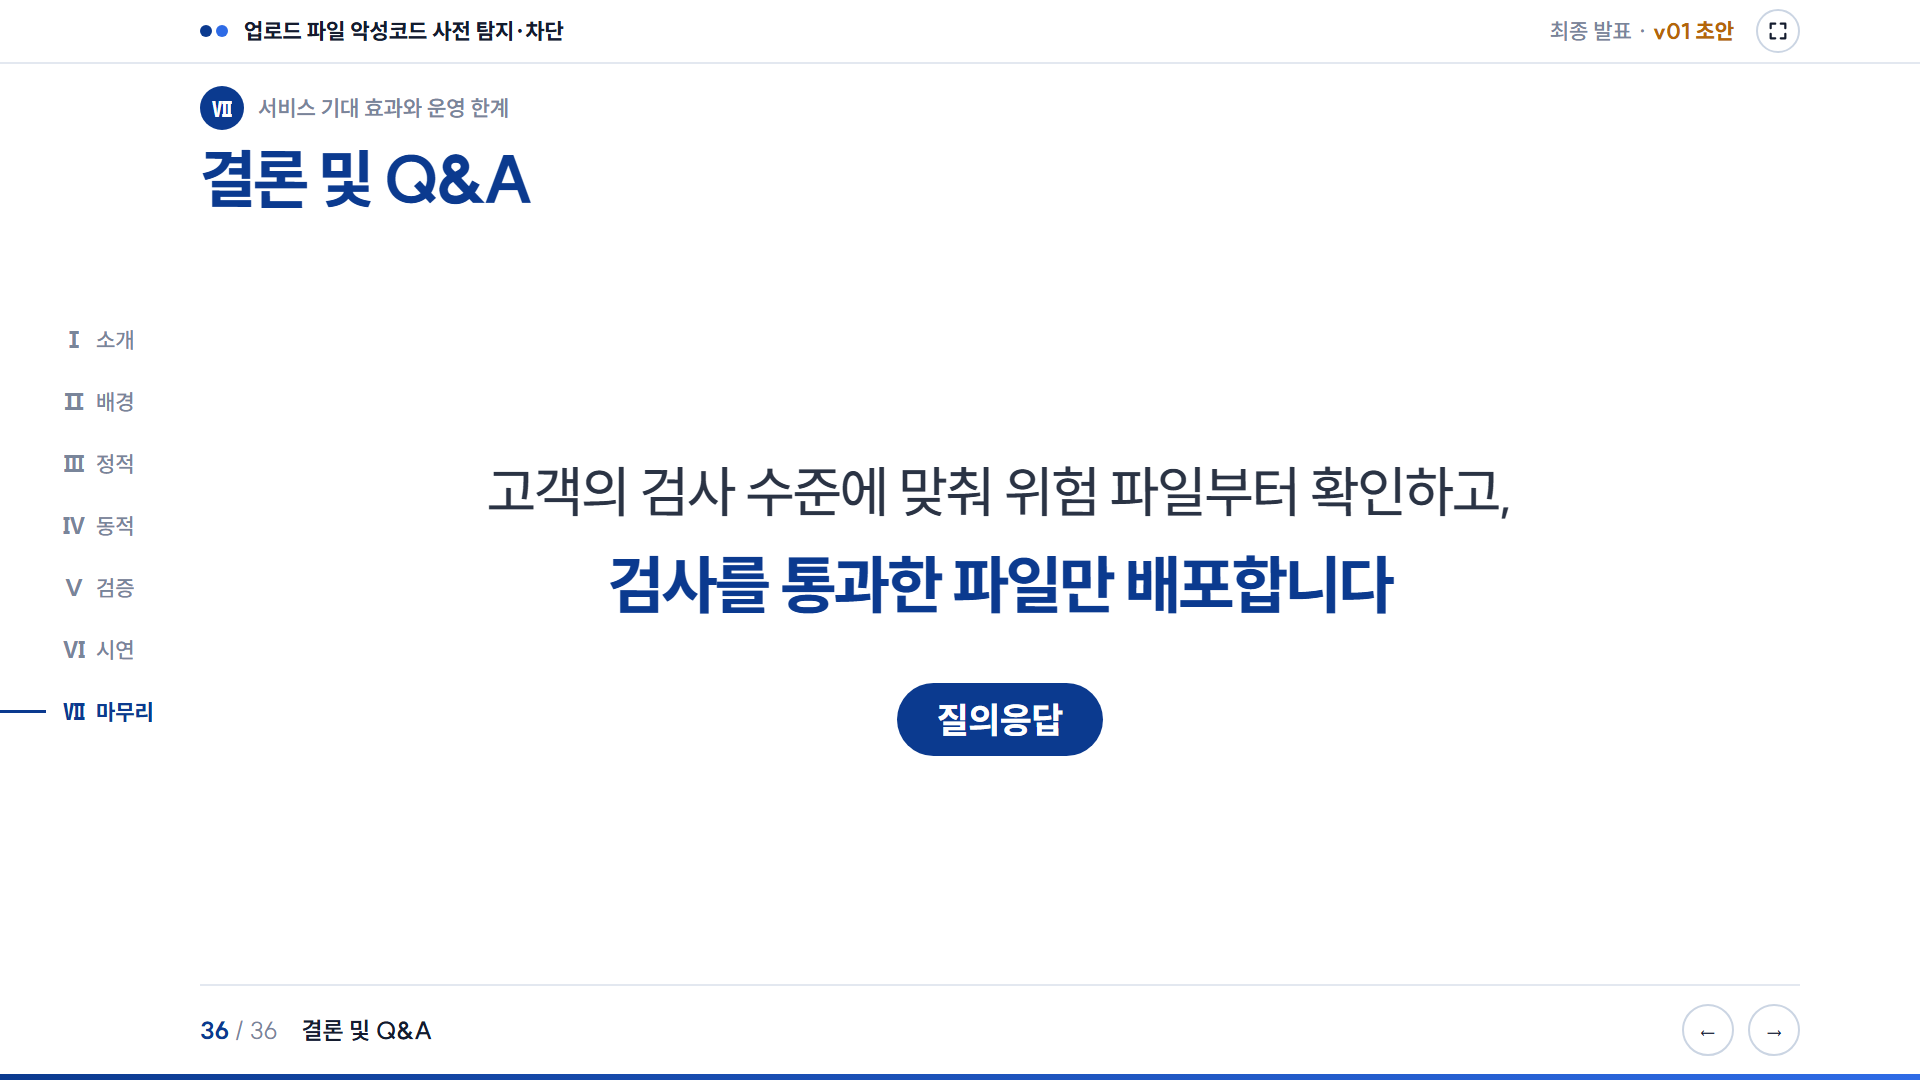 업로드 파일 악성코드 사전 탐지·차단
최종 발표 · v01 초안
Ⅶ 서비스 기대 효과와 운영 한계
결론 및 Q&A
Ⅰ 소개
Ⅱ 배경
Ⅲ 정적
Ⅳ 동적
Ⅴ 검증
Ⅵ 시연
Ⅶ 마무리
고객의 검사 수준에 맞춰 위험 파일부터 확인하고,
검사를 통과한 파일만 배포합니다
질의응답
36 / 36 결론 및 Q&A
← →